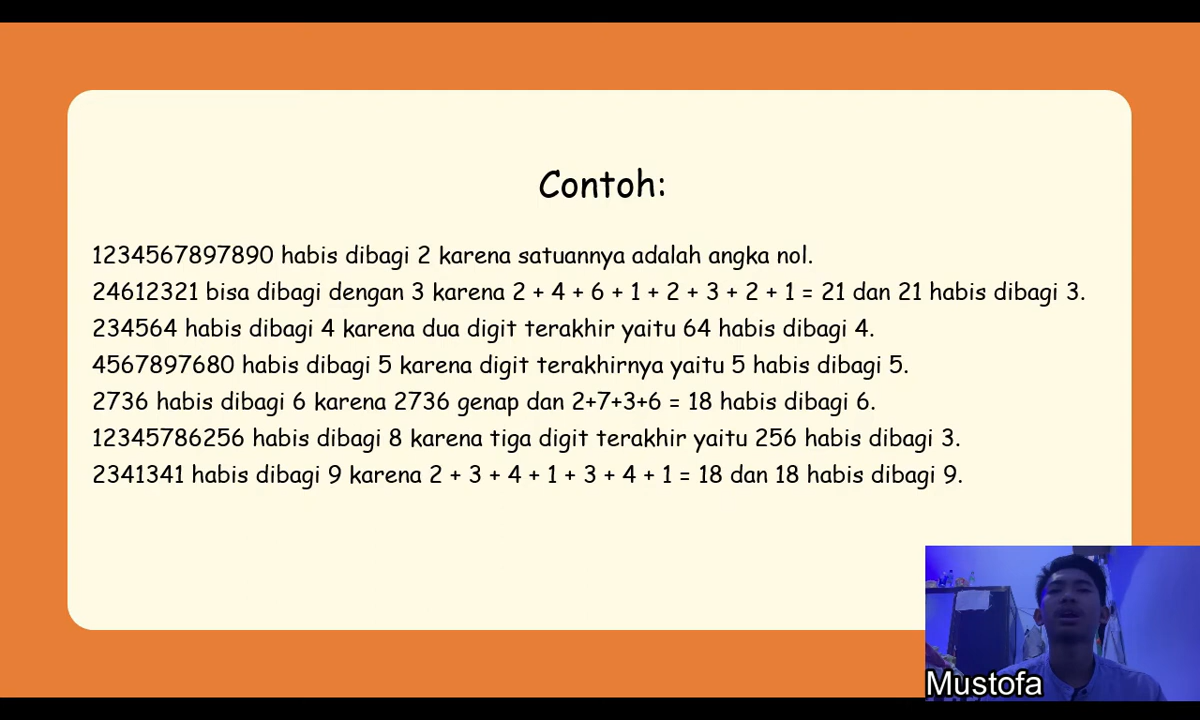 Contoh:
1234567897890 habis dibagi 2 karena satuannya adalah angka nol.
24612321 bisa dibagi dengan 3 karena 2 + 4 + 6 + 1 + 2 + 3 + 2 + 1 = 21 dan 21 habis dibagi 3.
234564 habis dibagi 4 karena dua digit terakhir yaitu 64 habis dibagi 4.
4567897680 habis dibagi 5 karena digit terakhirnya yaitu 5 habis dibagi 5.
2736 habis dibagi 6 karena 2736 genap dan 2+7+3+6 = 18 habis dibagi 6.
12345786256 habis dibagi 8 karena tiga digit terakhir yaitu 256 habis dibagi 3.
2341341 habis dibagi 9 karena 2 + 3 + 4 + 1 + 3 + 4 + 1 = 18 dan 18 habis dibagi 9.
Mustofa